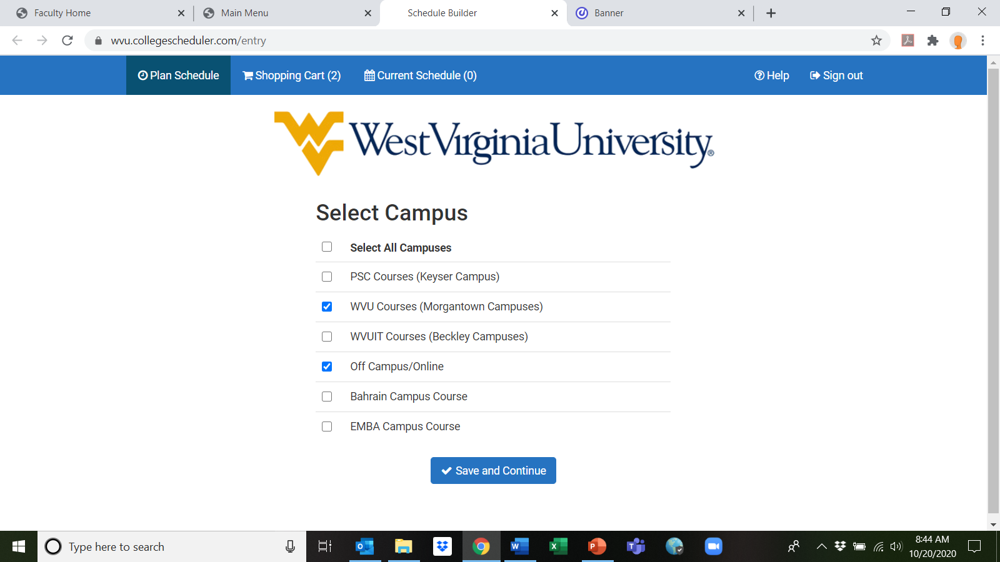 Faculty Home
Main Menu
Schedule Builder
Banner
wvu.collegescheduler.com/entry
Plan Schedule
Shopping Cart (2)
Current Schedule (0)
Help
Sign out
WV WestVirginiaUniversity®
Select Campus
Select All Campuses
PSC Courses (Keyser Campus)
WVU Courses (Morgantown Campuses)
WVUIT Courses (Beckley Campuses)
Off Campus/Online
Bahrain Campus Course
EMBA Campus Course
Save and Continue
Type here to search
8:44 AM
10/20/2020